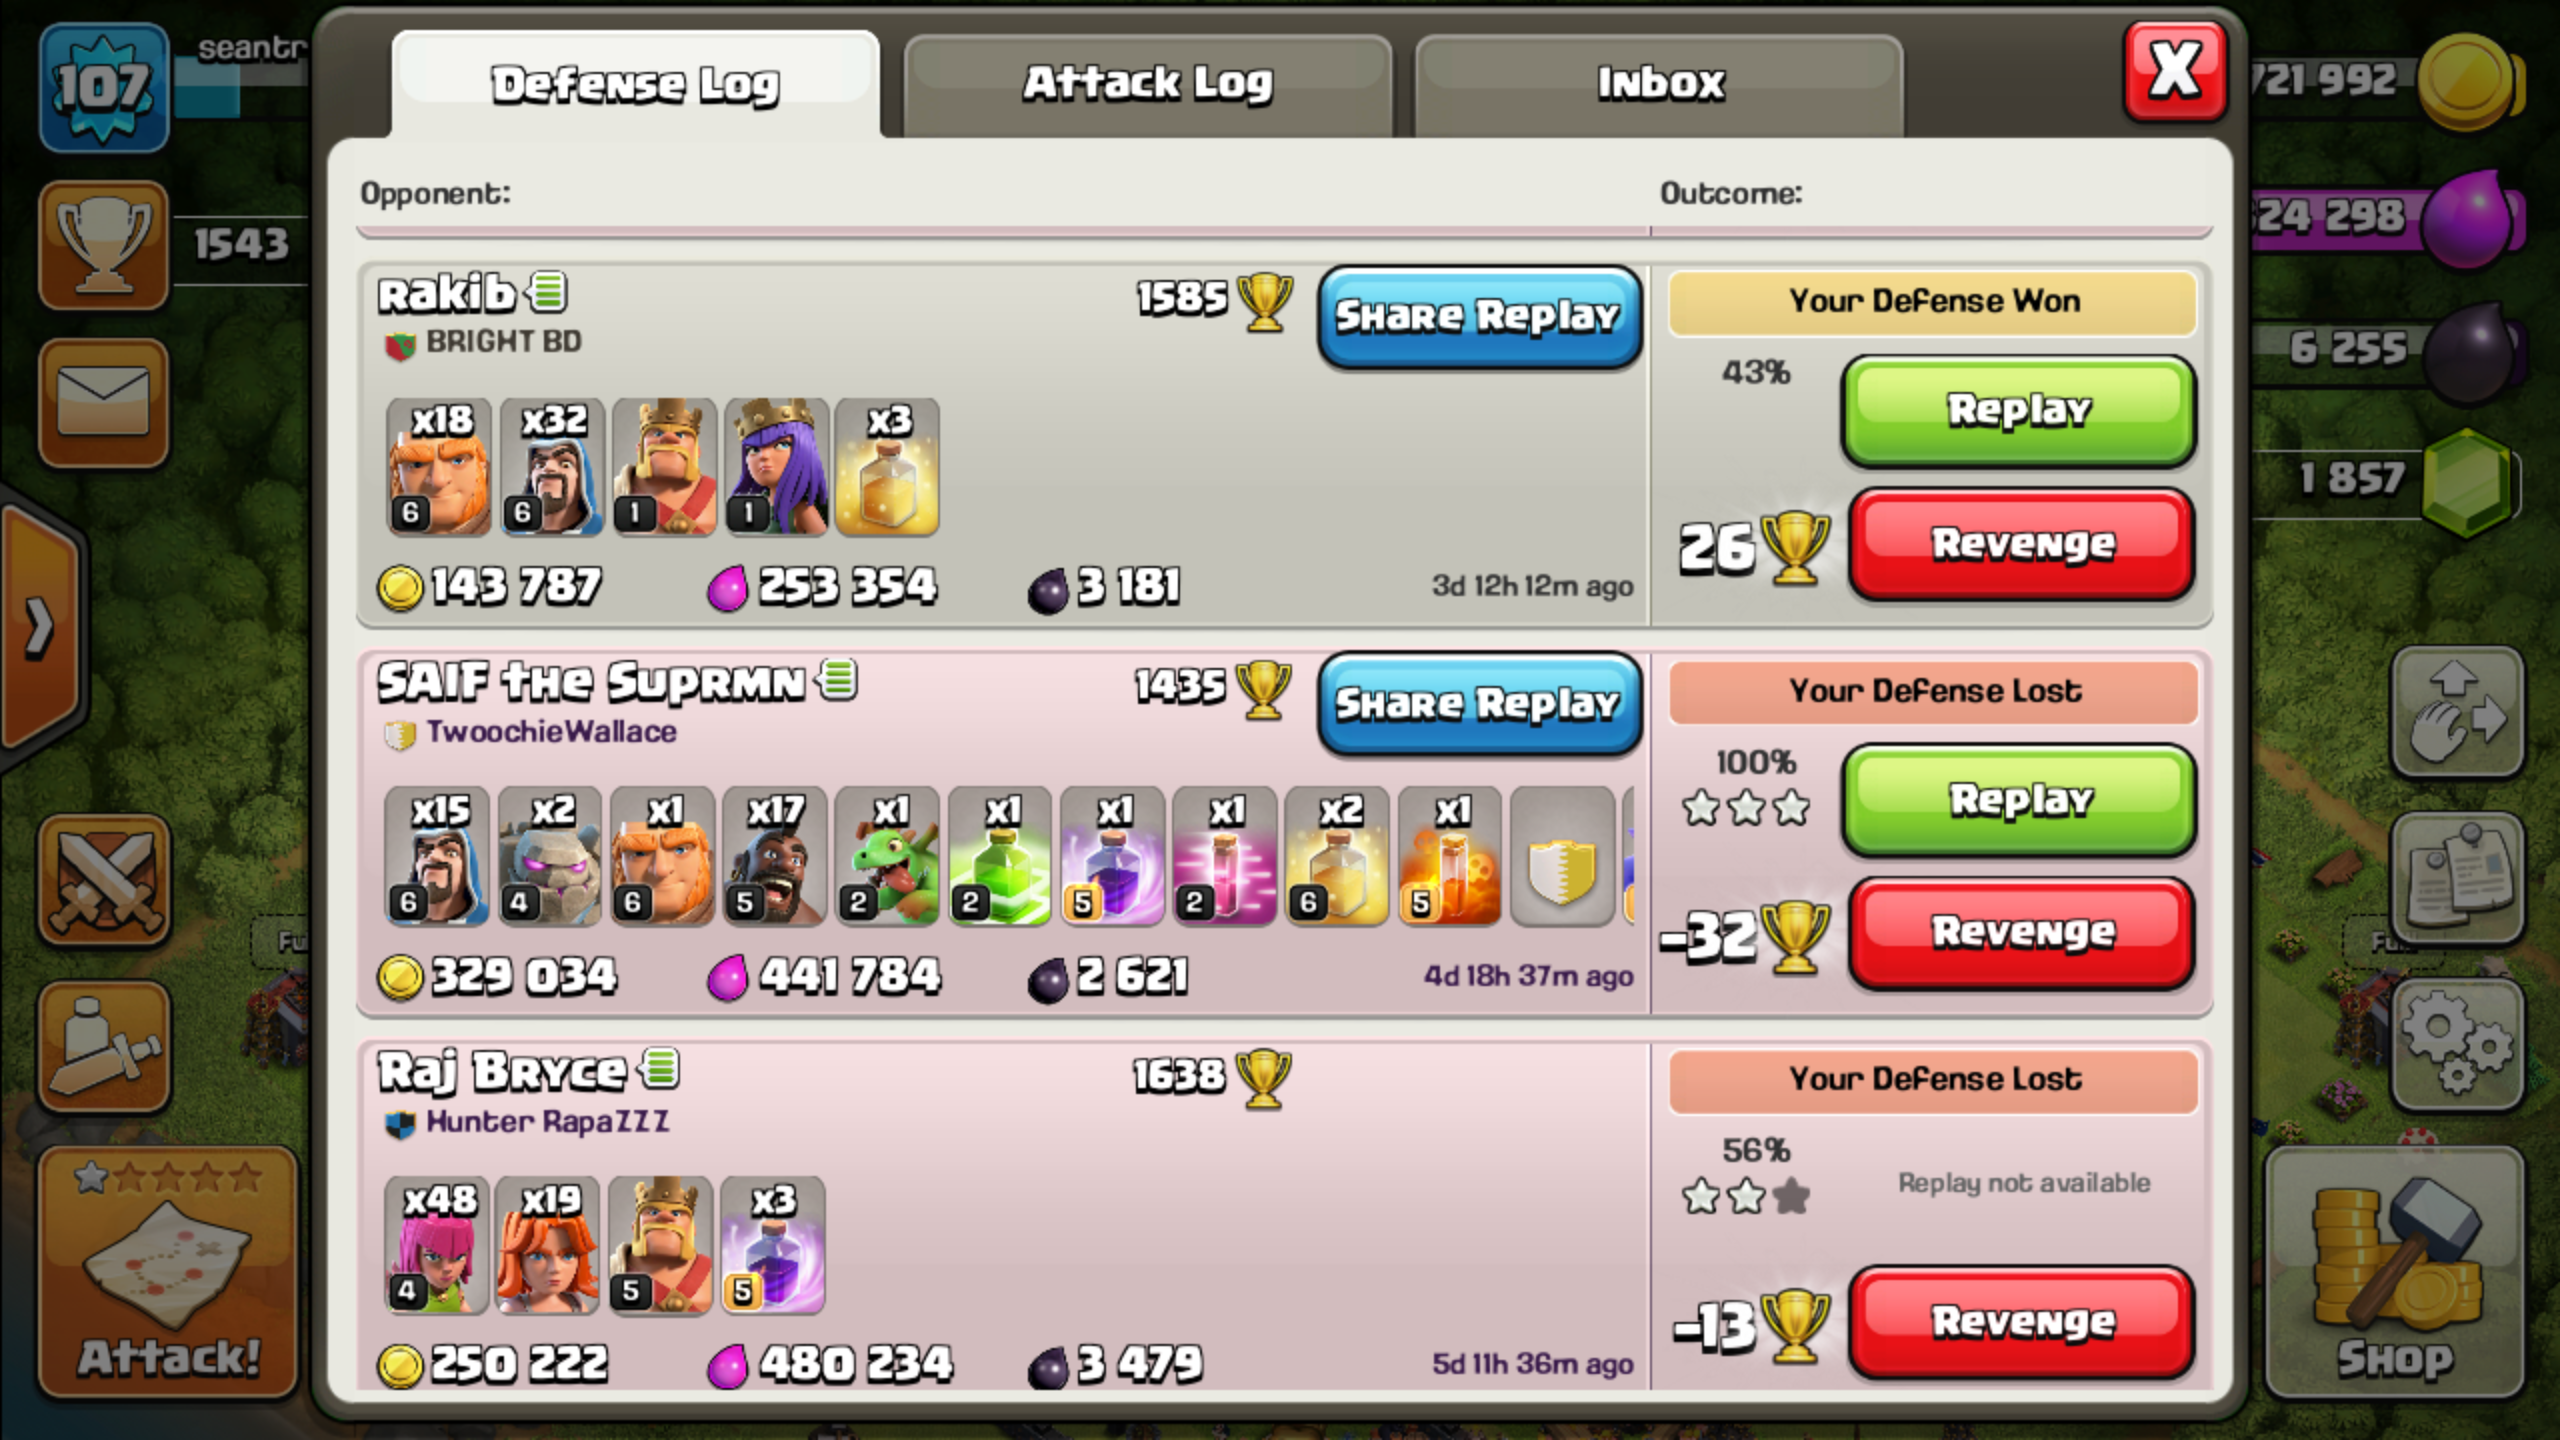 107
seantr
1543
Defense Log
Attack Log
Inbox
X
721 992
24 298
6 255
1 857
Opponent:
Outcome:
Rakib
BRIGHT BD
1585
Share Replay
Your Defense Won
43%
Replay
x18 x32 x3
6 6 1 1
26
Revenge
143 787 253 354 3 181
3d 12h 12m ago
SAIF the Suprmn
TwoochieWallace
1435
Share Replay
Your Defense Lost
100%
Replay
x15 x2 x1 x17 x1 x1 x1 x1 x2 x1
6 4 6 5 2 2 5 2 6 5
-32
Revenge
329 034 441 784 2 621
4d 18h 37m ago
Raj Bryce
Hunter RapaZZZ
1638
Your Defense Lost
56%
Replay not available
x48 x19 x3
4 5 5
-13
Revenge
250 222 480 234 3 479
5d 11h 36m ago
Attack!
Shop